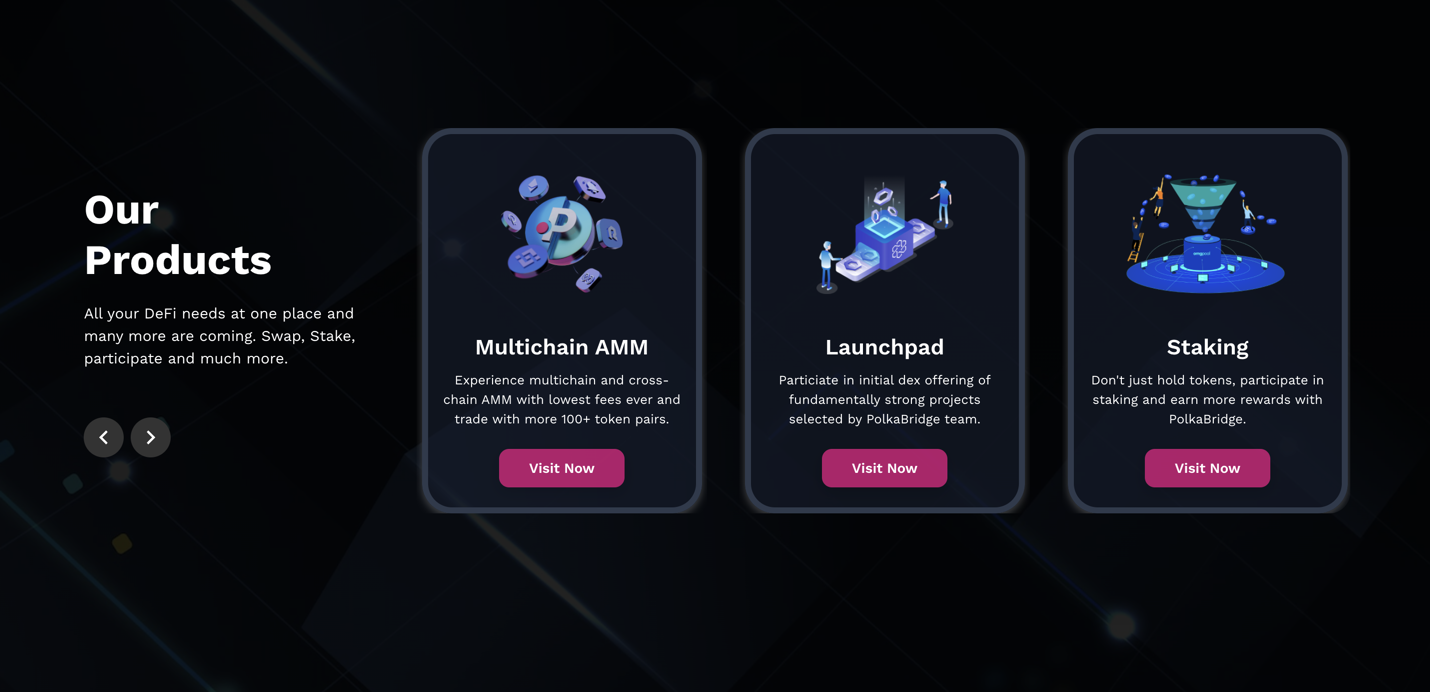 Our
Products
All your DeFi needs at one place and
many more are coming. Swap, Stake,
participate and much more.
Multichain AMM
Experience multichain and cross-
chain AMM with lowest fees ever and
trade with more 100+ token pairs.
Visit Now
Launchpad
Particiate in initial dex offering of
fundamentally strong projects
selected by PolkaBridge team.
Visit Now
Staking
Don't just hold tokens, participate in
staking and earn more rewards with
PolkaBridge.
Visit Now